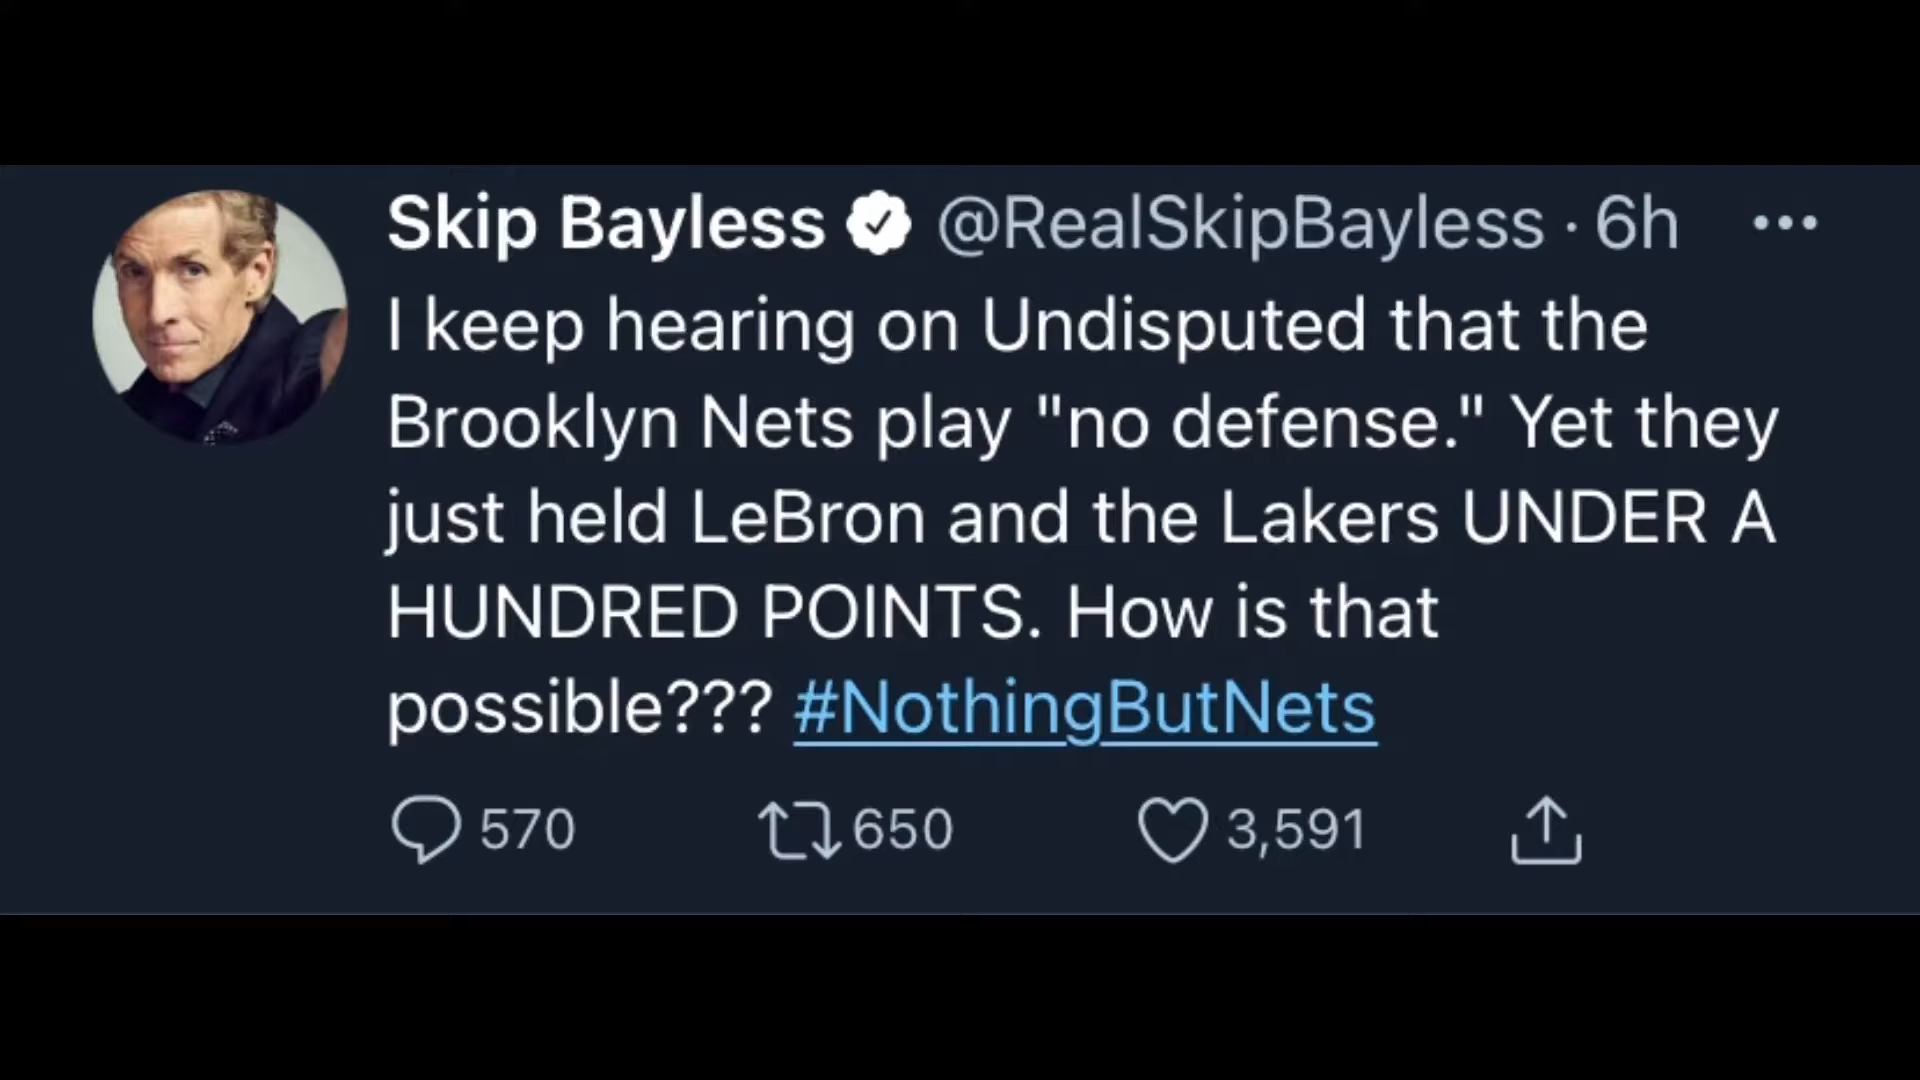 Skip Bayless @RealSkipBayless · 6h
I keep hearing on Undisputed that the
Brooklyn Nets play "no defense." Yet they
just held LeBron and the Lakers UNDER A
HUNDRED POINTS. How is that
possible??? #NothingButNets
570 650 3,591